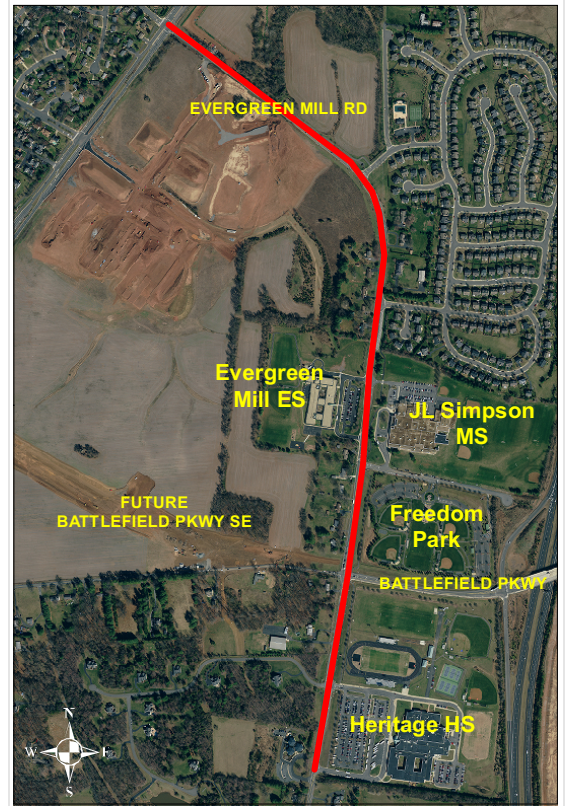 EVERGREEN MILL RD
Evergreen
Mill ES
JL Simpson
MS
FUTURE
BATTLEFIELD PKWY SE
Freedom
Park
BATTLEFIELD PKWY
Heritage HS
N
W E
S